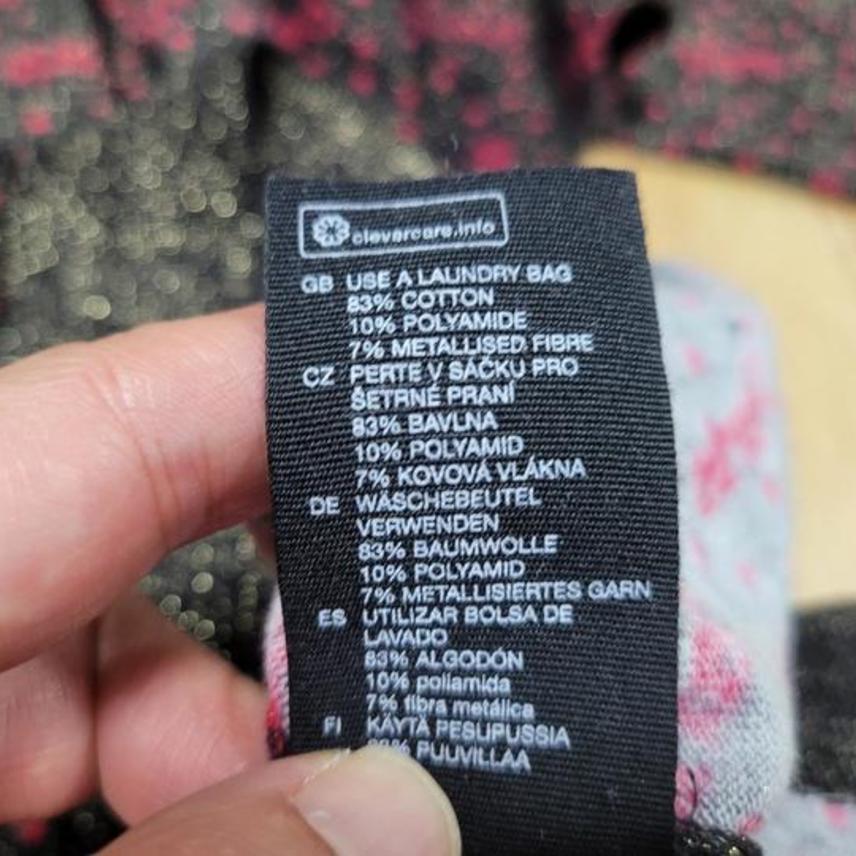 clevercare.info
GB USE A LAUNDRY BAG
83% COTTON
10% POLYAMIDE
7% METALLISED FIBRE
CZ PERTE V SÁČKU PRO
ŠETRNÉ PRANÍ
83% BAVLNA
10% POLYAMID
7% KOVOVÁ VLÁKNA
DE WÄSCHEBEUTEL
VERWENDEN
83% BAUMWOLLE
10% POLYAMID
7% METALLISIERTES GARN
ES UTILIZAR BOLSA DE
LAVADO
83% ALGODÓN
10% poliamida
7% fibra metálica
FI KÄYTÄ PESUPUSSIA
PUUVILLAA